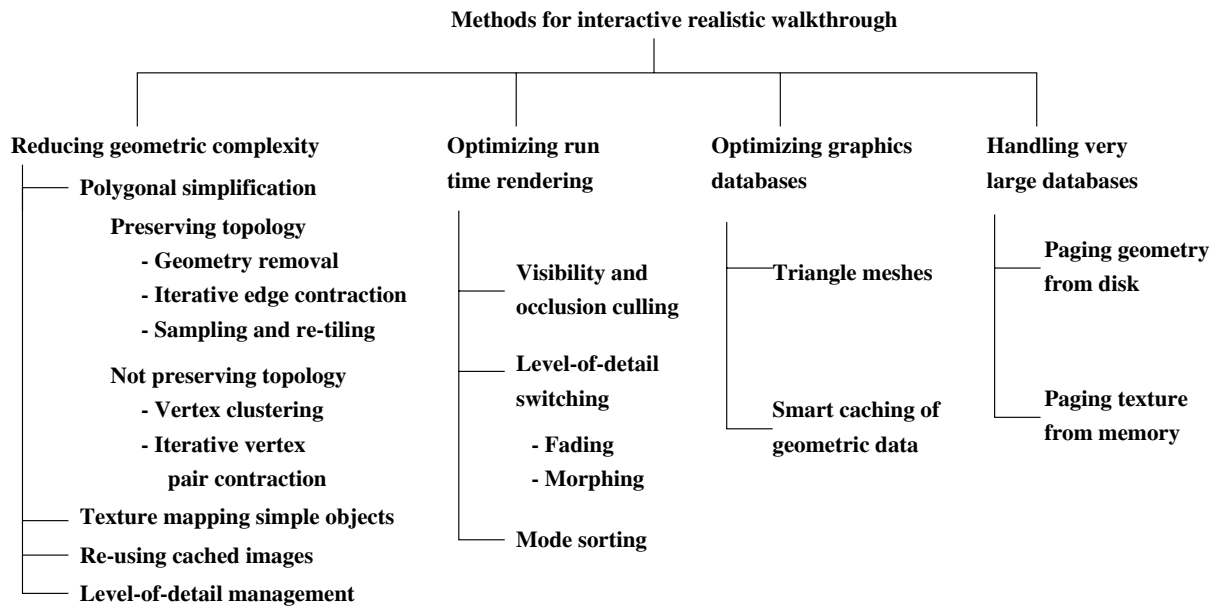 Methods for interactive realistic walkthrough
Reducing geometric complexity
Polygonal simplification
Preserving topology
- Geometry removal
- Iterative edge contraction
- Sampling and re-tiling
Not preserving topology
- Vertex clustering
- Iterative vertex
pair contraction
Texture mapping simple objects
Re-using cached images
Level-of-detail management
Optimizing run
time rendering
Visibility and
occlusion culling
Level-of-detail
switching
- Fading
- Morphing
Mode sorting
Optimizing graphics
databases
Triangle meshes
Smart caching of
geometric data
Handling very
large databases
Paging geometry
from disk
Paging texture
from memory